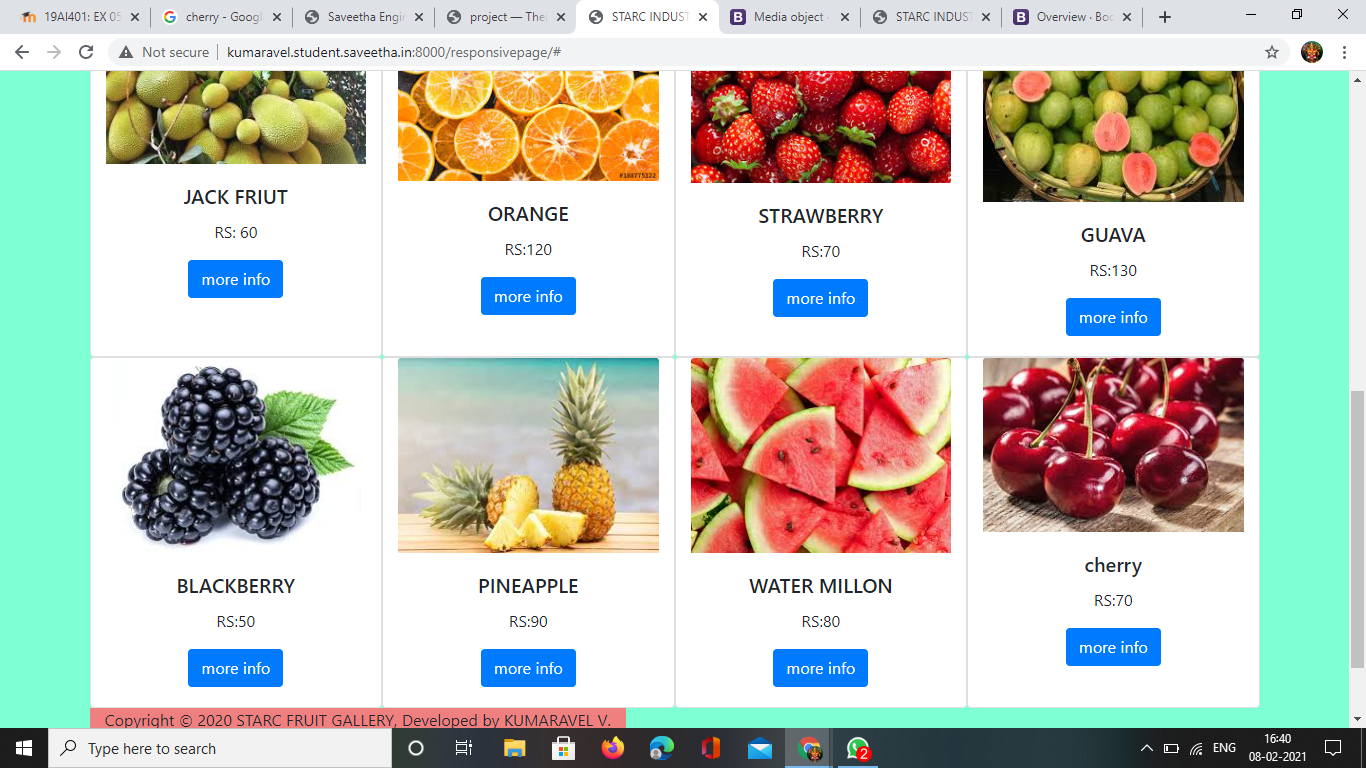 19AI401: EX 05
cherry - Googl
Saveetha Engi
project — Thei
STARC INDUST
Media object ·
STARC INDUST
Overview · Boo
Not secure
kumaravel.student.saveetha.in:8000/responsivepage/#
#188775122
JACK FRIUT
RS: 60
more info
ORANGE
RS:120
more info
STRAWBERRY
RS:70
more info
GUAVA
RS:130
more info
BLACKBERRY
RS:50
more info
PINEAPPLE
RS:90
more info
WATER MILLON
RS:80
more info
cherry
RS:70
more info
Copyright © 2020 STARC FRUIT GALLERY, Developed by KUMARAVEL V.
Type here to search
2
ENG
16:40
08-02-2021